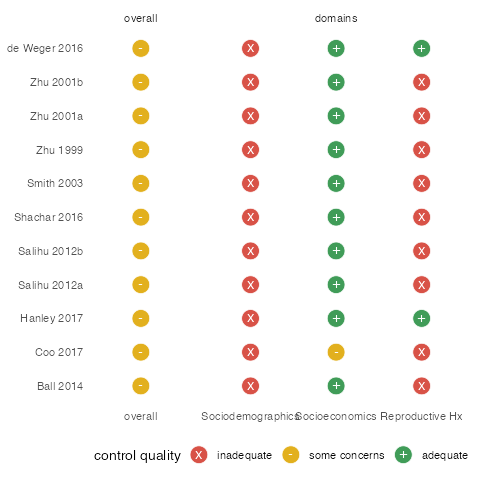 overall domains
de Weger 2016 - X + +
Zhu 2001b - X + X
Zhu 2001a - X + X
Zhu 1999 - X + X
Smith 2003 - X + X
Shachar 2016 - X + X
Salihu 2012b - X + X
Salihu 2012a - X + X
Hanley 2017 - X + +
Coo 2017 - X - X
Ball 2014 - X + X
overall Sociodemographics Socioeconomics Reproductive Hx
control quality X inadequate - some concerns + adequate